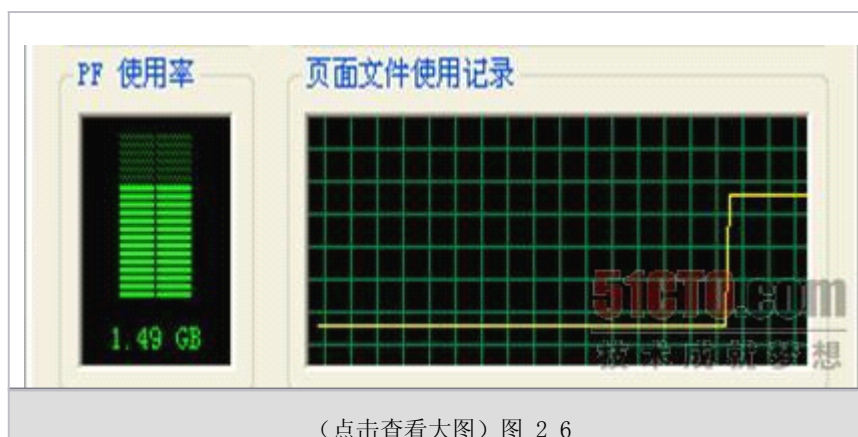 PF 使用率
页面文件使用记录
1.49 GB
51CTO.com
技术成就梦想
（点击查看大图）图 2 6